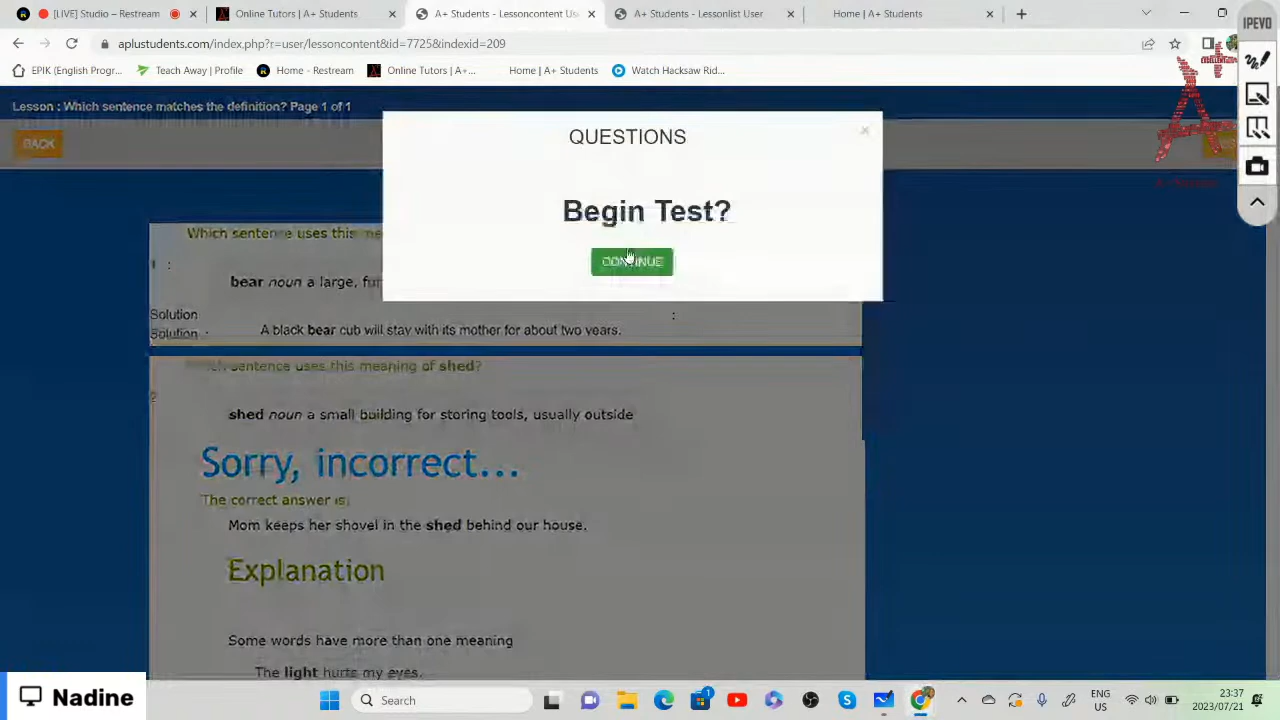 Online Tutors | A+ Students
A+ Students - Lessoncontent Us
A+ Students - Lessonlist User
Home | A+ Students
IPEVO
aplustudents.com/index.php?r=user/lessoncontent&id=7725&indexid=209
EPIK (English Progr...
Teach Away | Profile
Home - Restream
Online Tutors | A+...
Home | A+ Students
Watch Hacksaw Rid...
Lesson : Which sentence matches the definition? Page 1 of 1
BACK
QUESTIONS
Begin Test?
CONTINUE
Which sentence uses this me
1 :
bear noun a large, fur
Solution :
Solution :
A black bear cub will stay with its mother for about two years.
Which sentence uses this meaning of shed?
2
shed noun a small building for storing tools, usually outside
Sorry, incorrect...
The correct answer is:
Mom keeps her shovel in the shed behind our house.
Explanation
Some words have more than one meaning
The light hurts my eyes.
Nadine
Search
ENG
US
23:37
2023/07/21